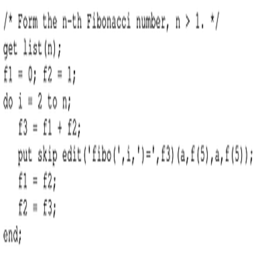 /* Form the n-th Fibonacci number, n > 1. */
get list(n);
f1 = 0; f2 = 1;
do i = 2 to n;
f3 = f1 + f2;
put skip edit('fibo(',i,')=',f3)(a,f(5),a,f(5));
f1 = f2;
f2 = f3;
end;